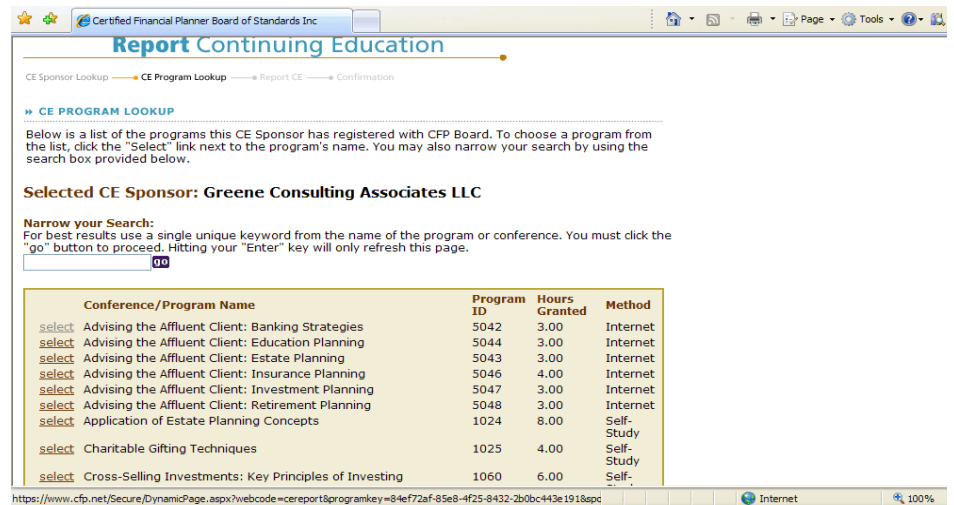 Certified Financial Planner Board of Standards Inc
Page Tools
Report Continuing Education
CE Sponsor Lookup CE Program Lookup Report CE Confirmation
» CE PROGRAM LOOKUP
Below is a list of the programs this CE Sponsor has registered with CFP Board. To choose a program from
the list, click the "Select" link next to the program's name. You may also narrow your search by using the
search box provided below.
Selected CE Sponsor: Greene Consulting Associates LLC
Narrow your Search:
For best results use a single unique keyword from the name of the program or conference. You must click the
"go" button to proceed. Hitting your "Enter" key will only refresh this page.
go
Conference/Program Name Program ID Hours Granted Method
select Advising the Affluent Client: Banking Strategies 5042 3.00 Internet
select Advising the Affluent Client: Education Planning 5044 3.00 Internet
select Advising the Affluent Client: Estate Planning 5043 3.00 Internet
select Advising the Affluent Client: Insurance Planning 5046 4.00 Internet
select Advising the Affluent Client: Investment Planning 5047 3.00 Internet
select Advising the Affluent Client: Retirement Planning 5048 3.00 Internet
select Application of Estate Planning Concepts 1024 8.00 Self-
Study
select Charitable Gifting Techniques 1025 4.00 Self-
Study
select Cross-Selling Investments: Key Principles of Investing 1060 6.00 Self-
https://www.cfp.net/Secure/DynamicPage.aspx?webcode=cereport&programkey=84ef72af-85e8-4f25-8432-2b0bc443e191&spc Internet 100%